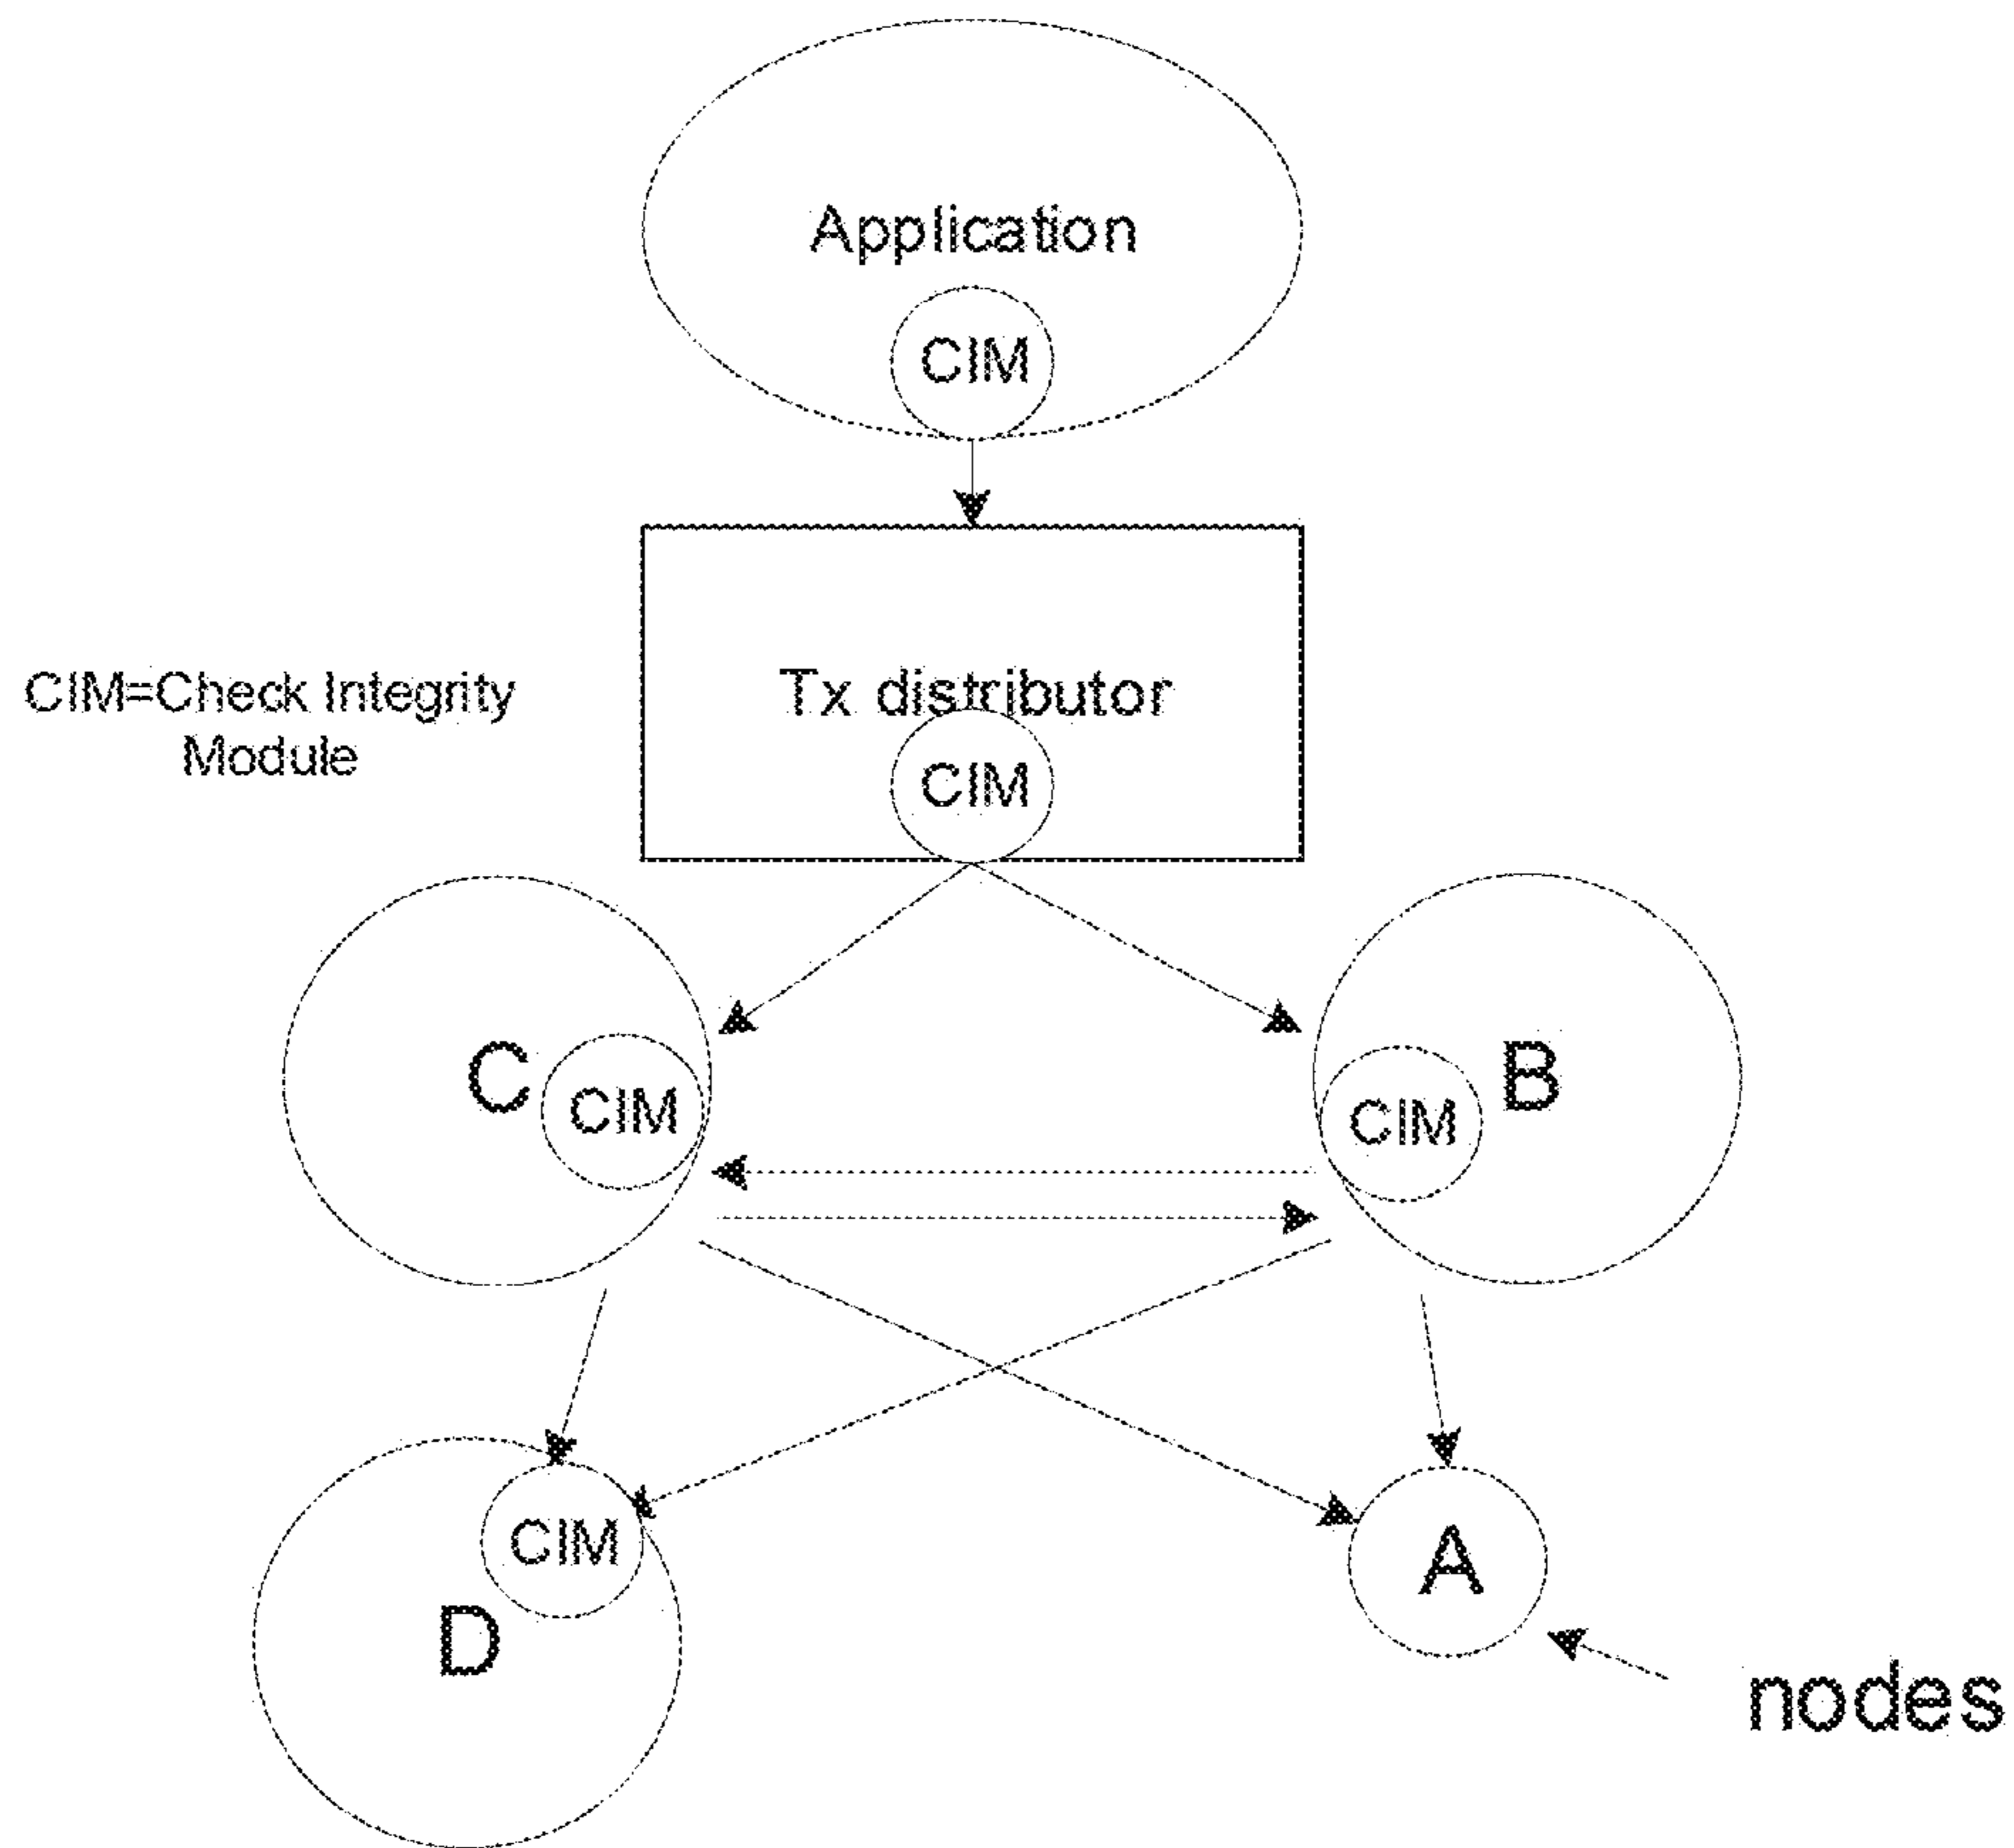 Application
CIM
CIM=Check Integrity
Module
Tx distributor
CIM
C
CIM
CIM
B
CIM
D
A
nodes